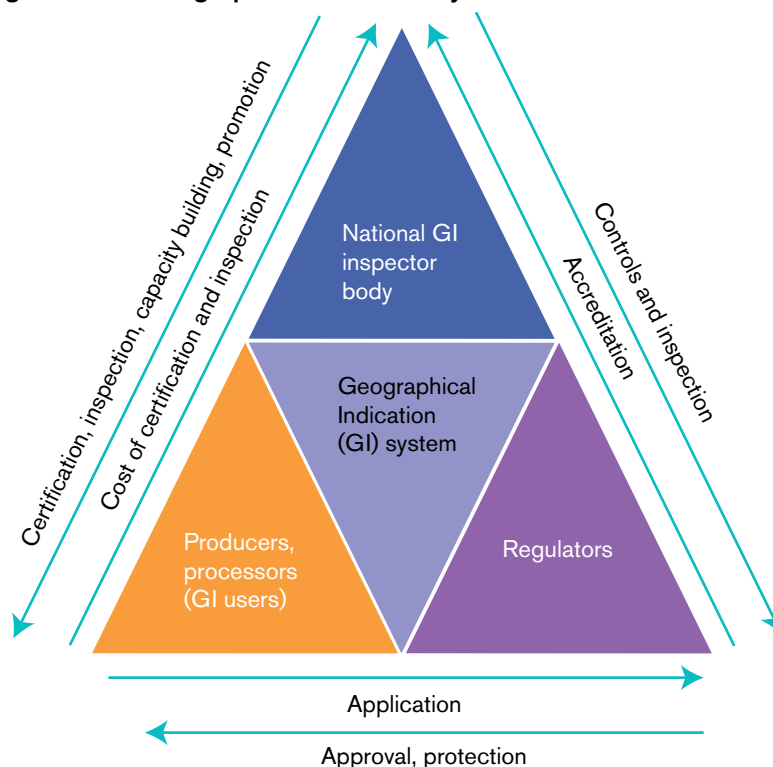 Certification, inspection, capacity building, promotion
Cost of certification and inspection
Controls and inspection
Accreditation
National GI
inspector
body
Geographical
Indication
(GI) system
Producers,
processors
(GI users)
Regulators
Application
Approval, protection